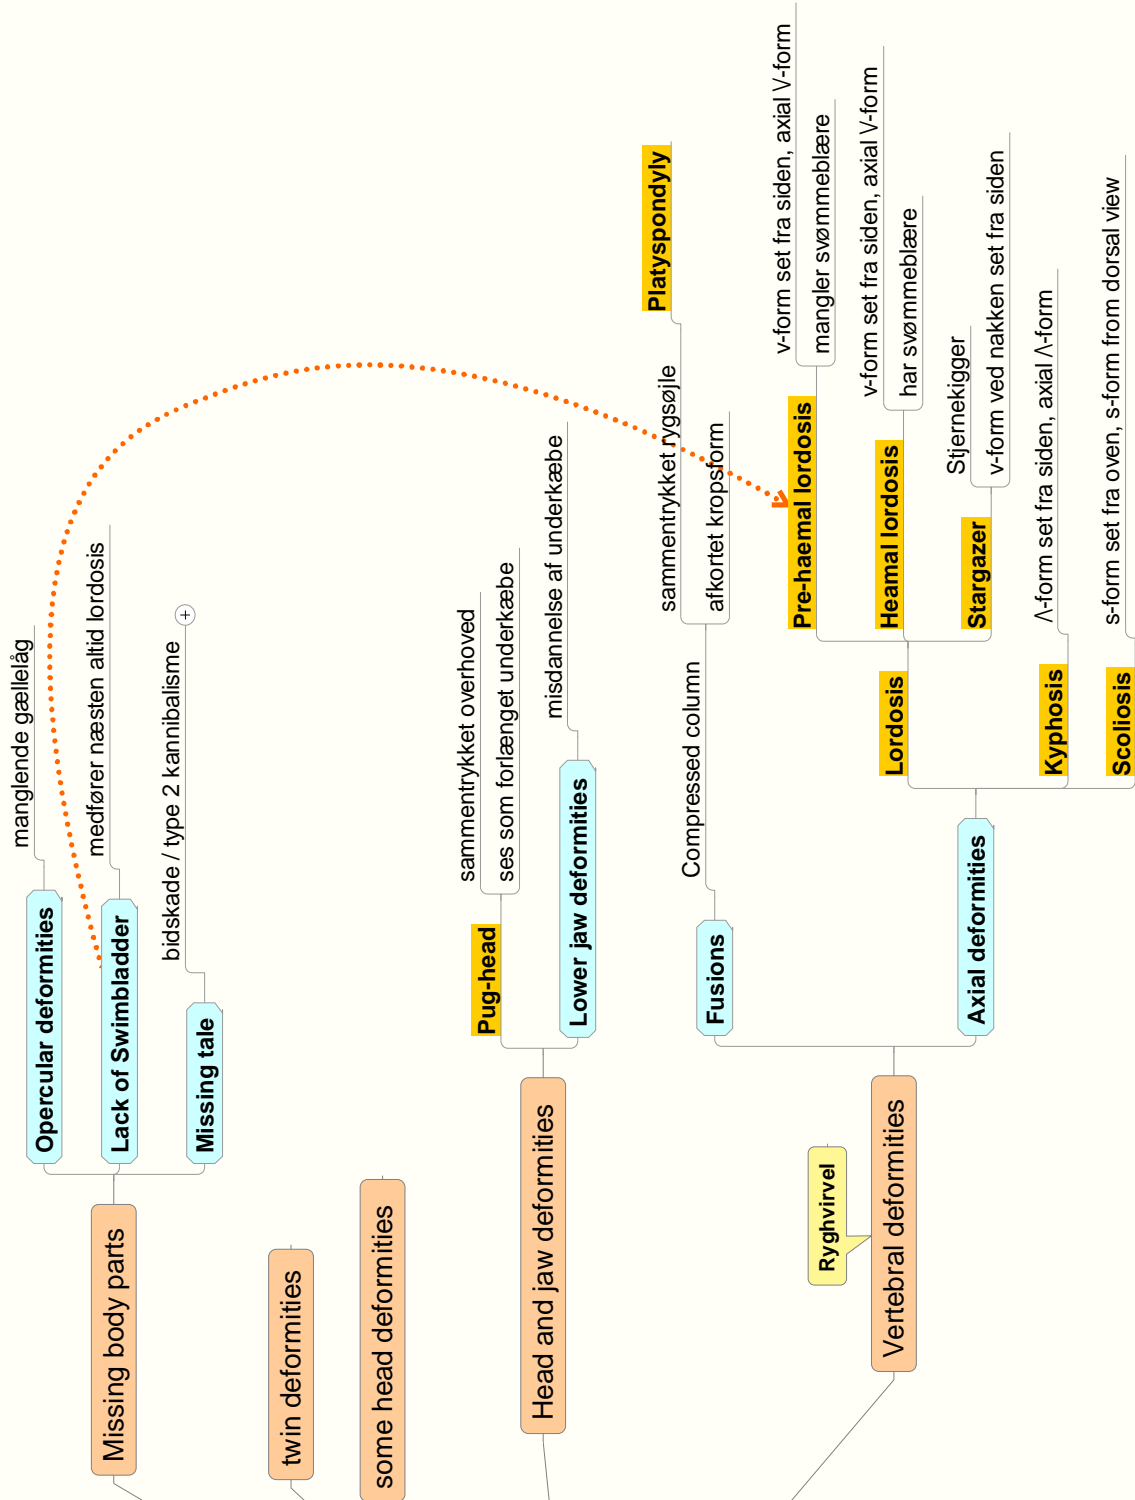 Missing body parts
Opercular deformities
manglende gællelåg
Lack of Swimbladder
medfører næsten altid lordosis
Missing tale
bidskade / type 2 kannibalisme
+
twin deformities
some head deformities
Head and jaw deformities
Pug-head
sammentrykket overhoved
ses som forlænget underkæbe
Lower jaw deformities
misdannelse af underkæbe
Ryghvirvel
Vertebral deformities
Fusions
Compressed column
sammentrykket rygsøjle
Platyspondyly
afkortet kropsform
Axial deformities
Lordosis
Pre-haemal lordosis
v-form set fra siden, axial V-form
mangler svømmeblære
Heamal lordosis
v-form set fra siden, axial V-form
har svømmeblære
Stargazer
Stjernekigger
v-form ved nakken set fra siden
Kyphosis
Λ-form set fra siden, axial Λ-form
Scoliosis
s-form set fra oven, s-form from dorsal view